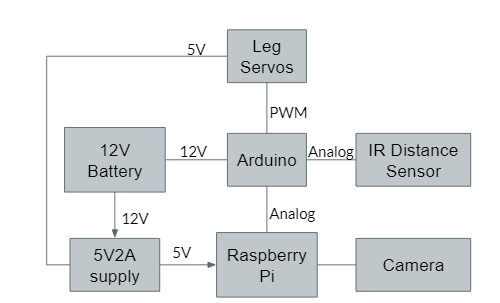 5V
Leg
Servos
PWM
12V
Battery
12V
Arduino
Analog
IR Distance
Sensor
12V
Analog
5V2A
supply
5V
Raspberry
Pi
Camera